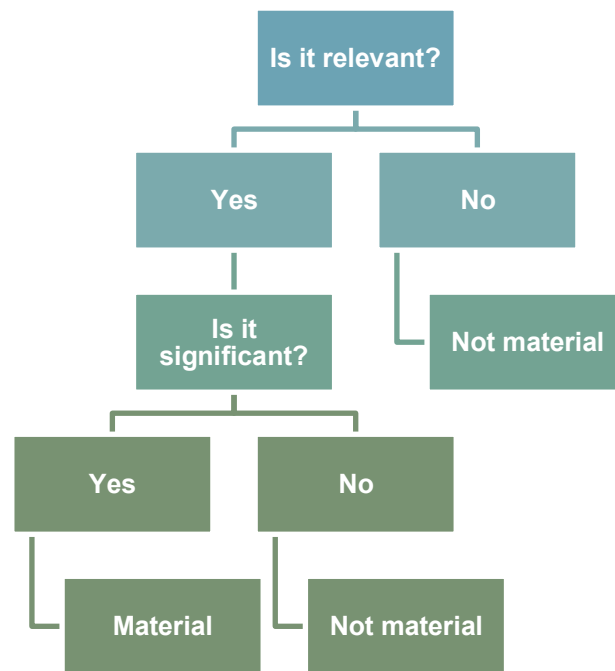 Is it relevant?
Yes
No
Is it
significant?
Not material
Yes
No
Material
Not material